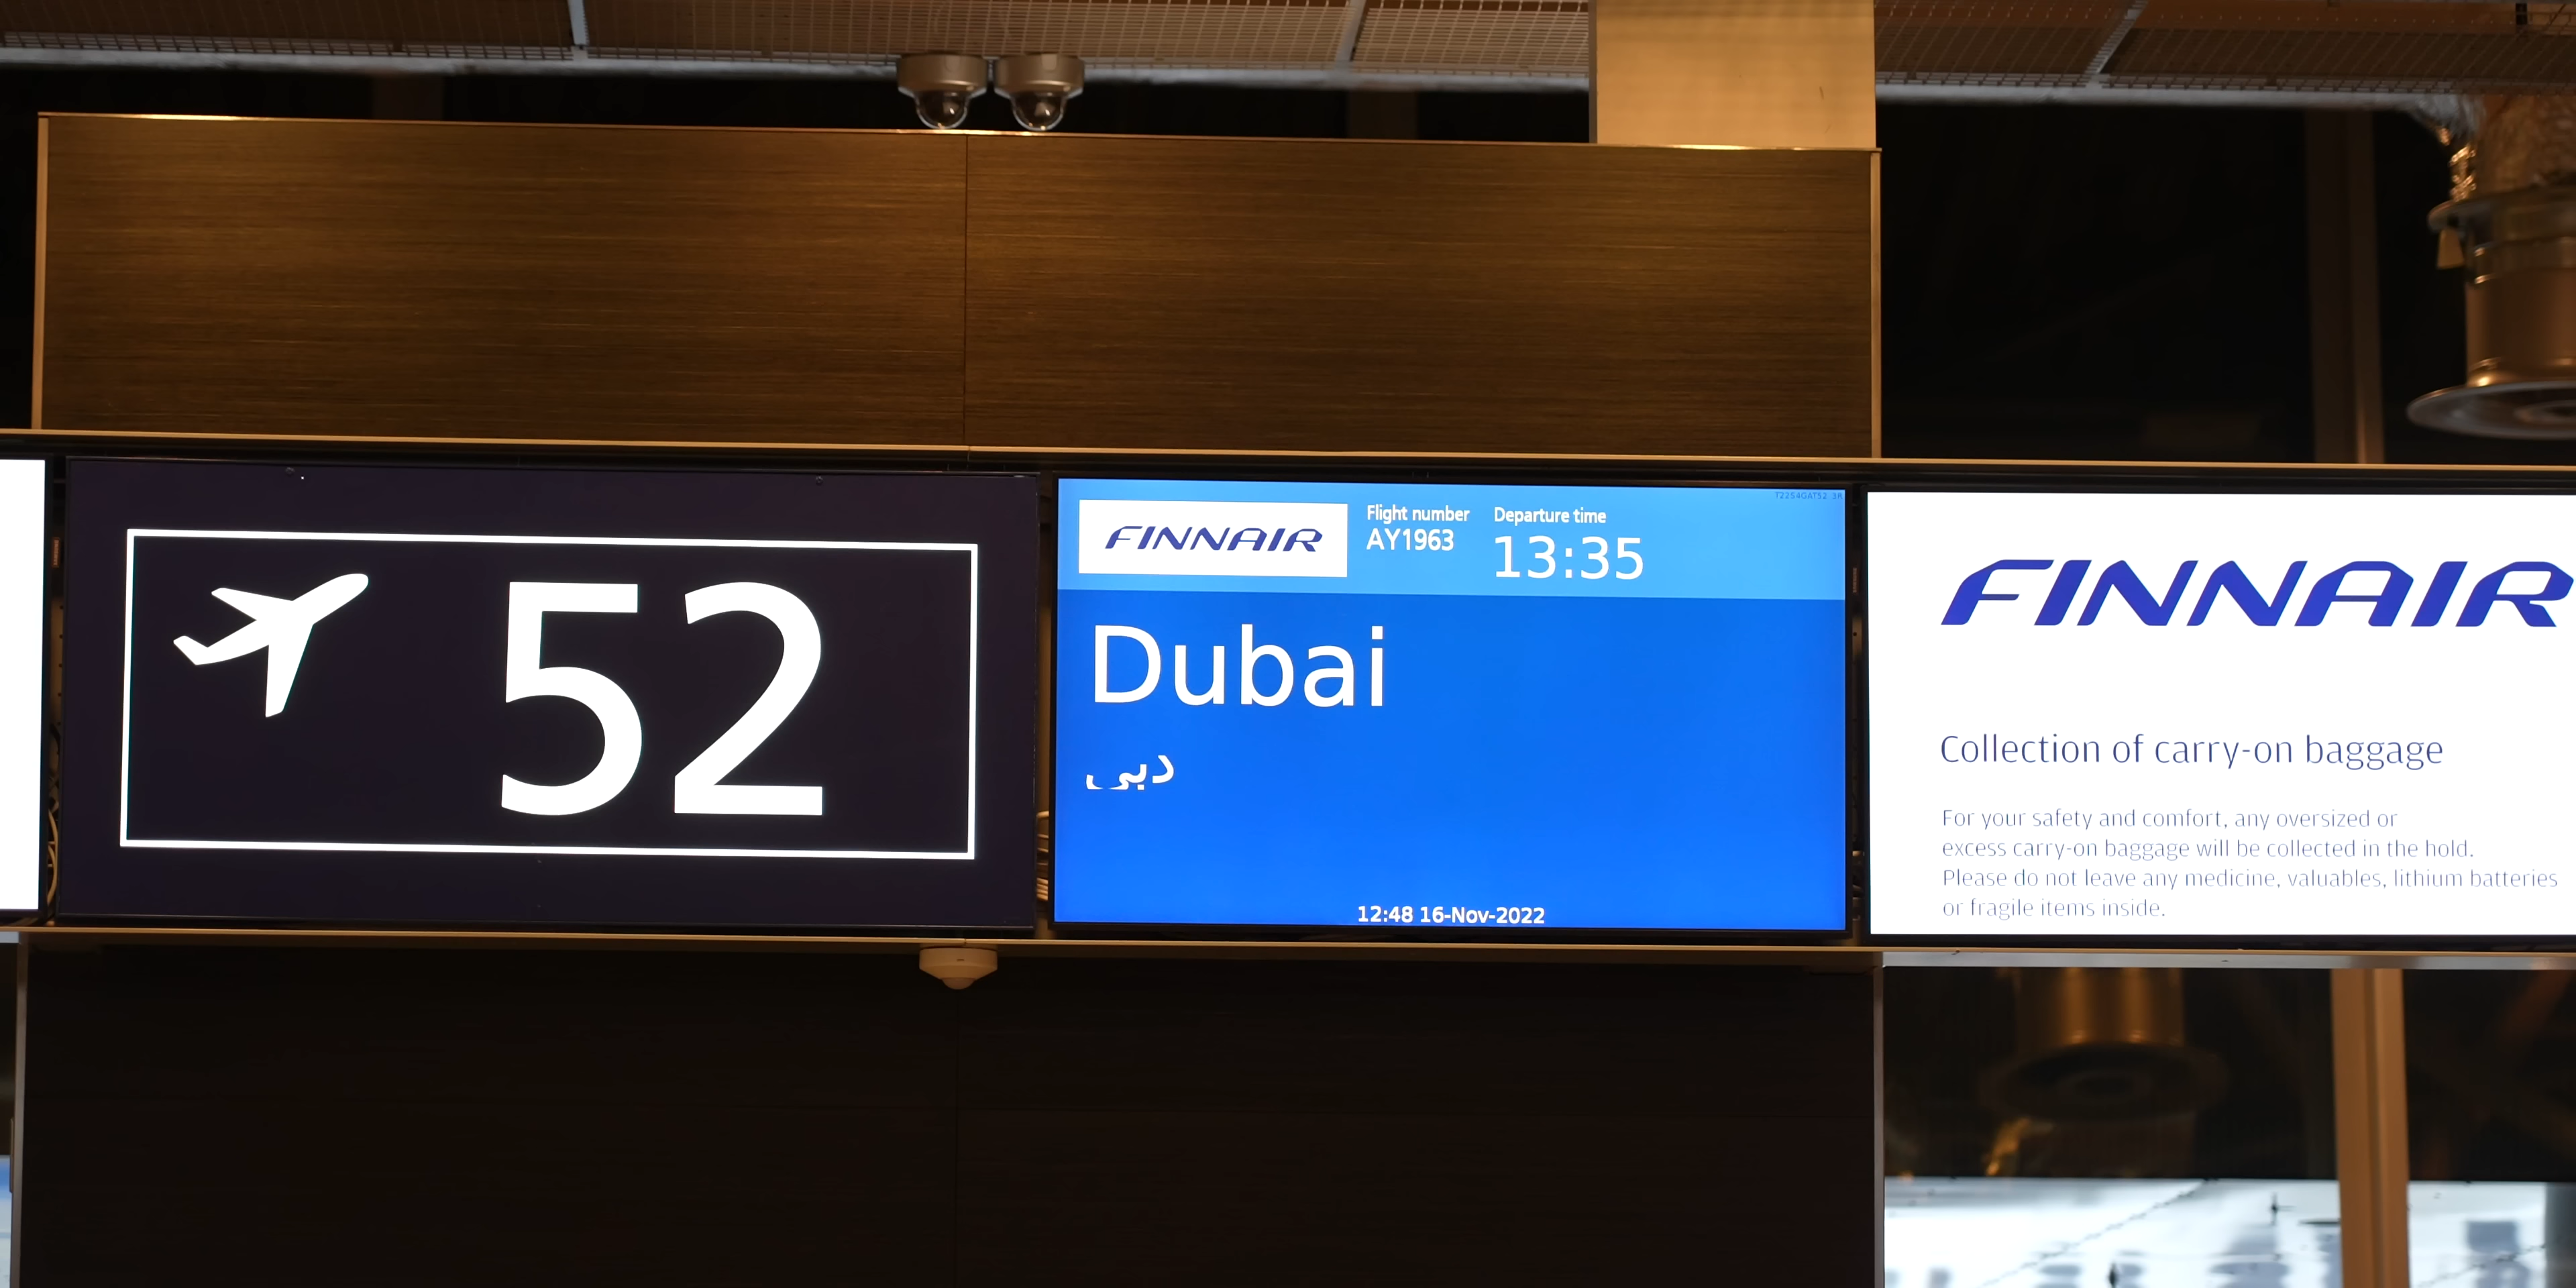 52
FINNAIR
Flight number
AY1963
Departure time
13:35
Dubai
دبي
12:48 16-Nov-2022
FINNAIR
Collection of carry-on baggage
For your safety and comfort, any oversized or
excess carry-on baggage will be collected in the hold.
Please do not leave any medicine, valuables, lithium batteries
or fragile items inside.